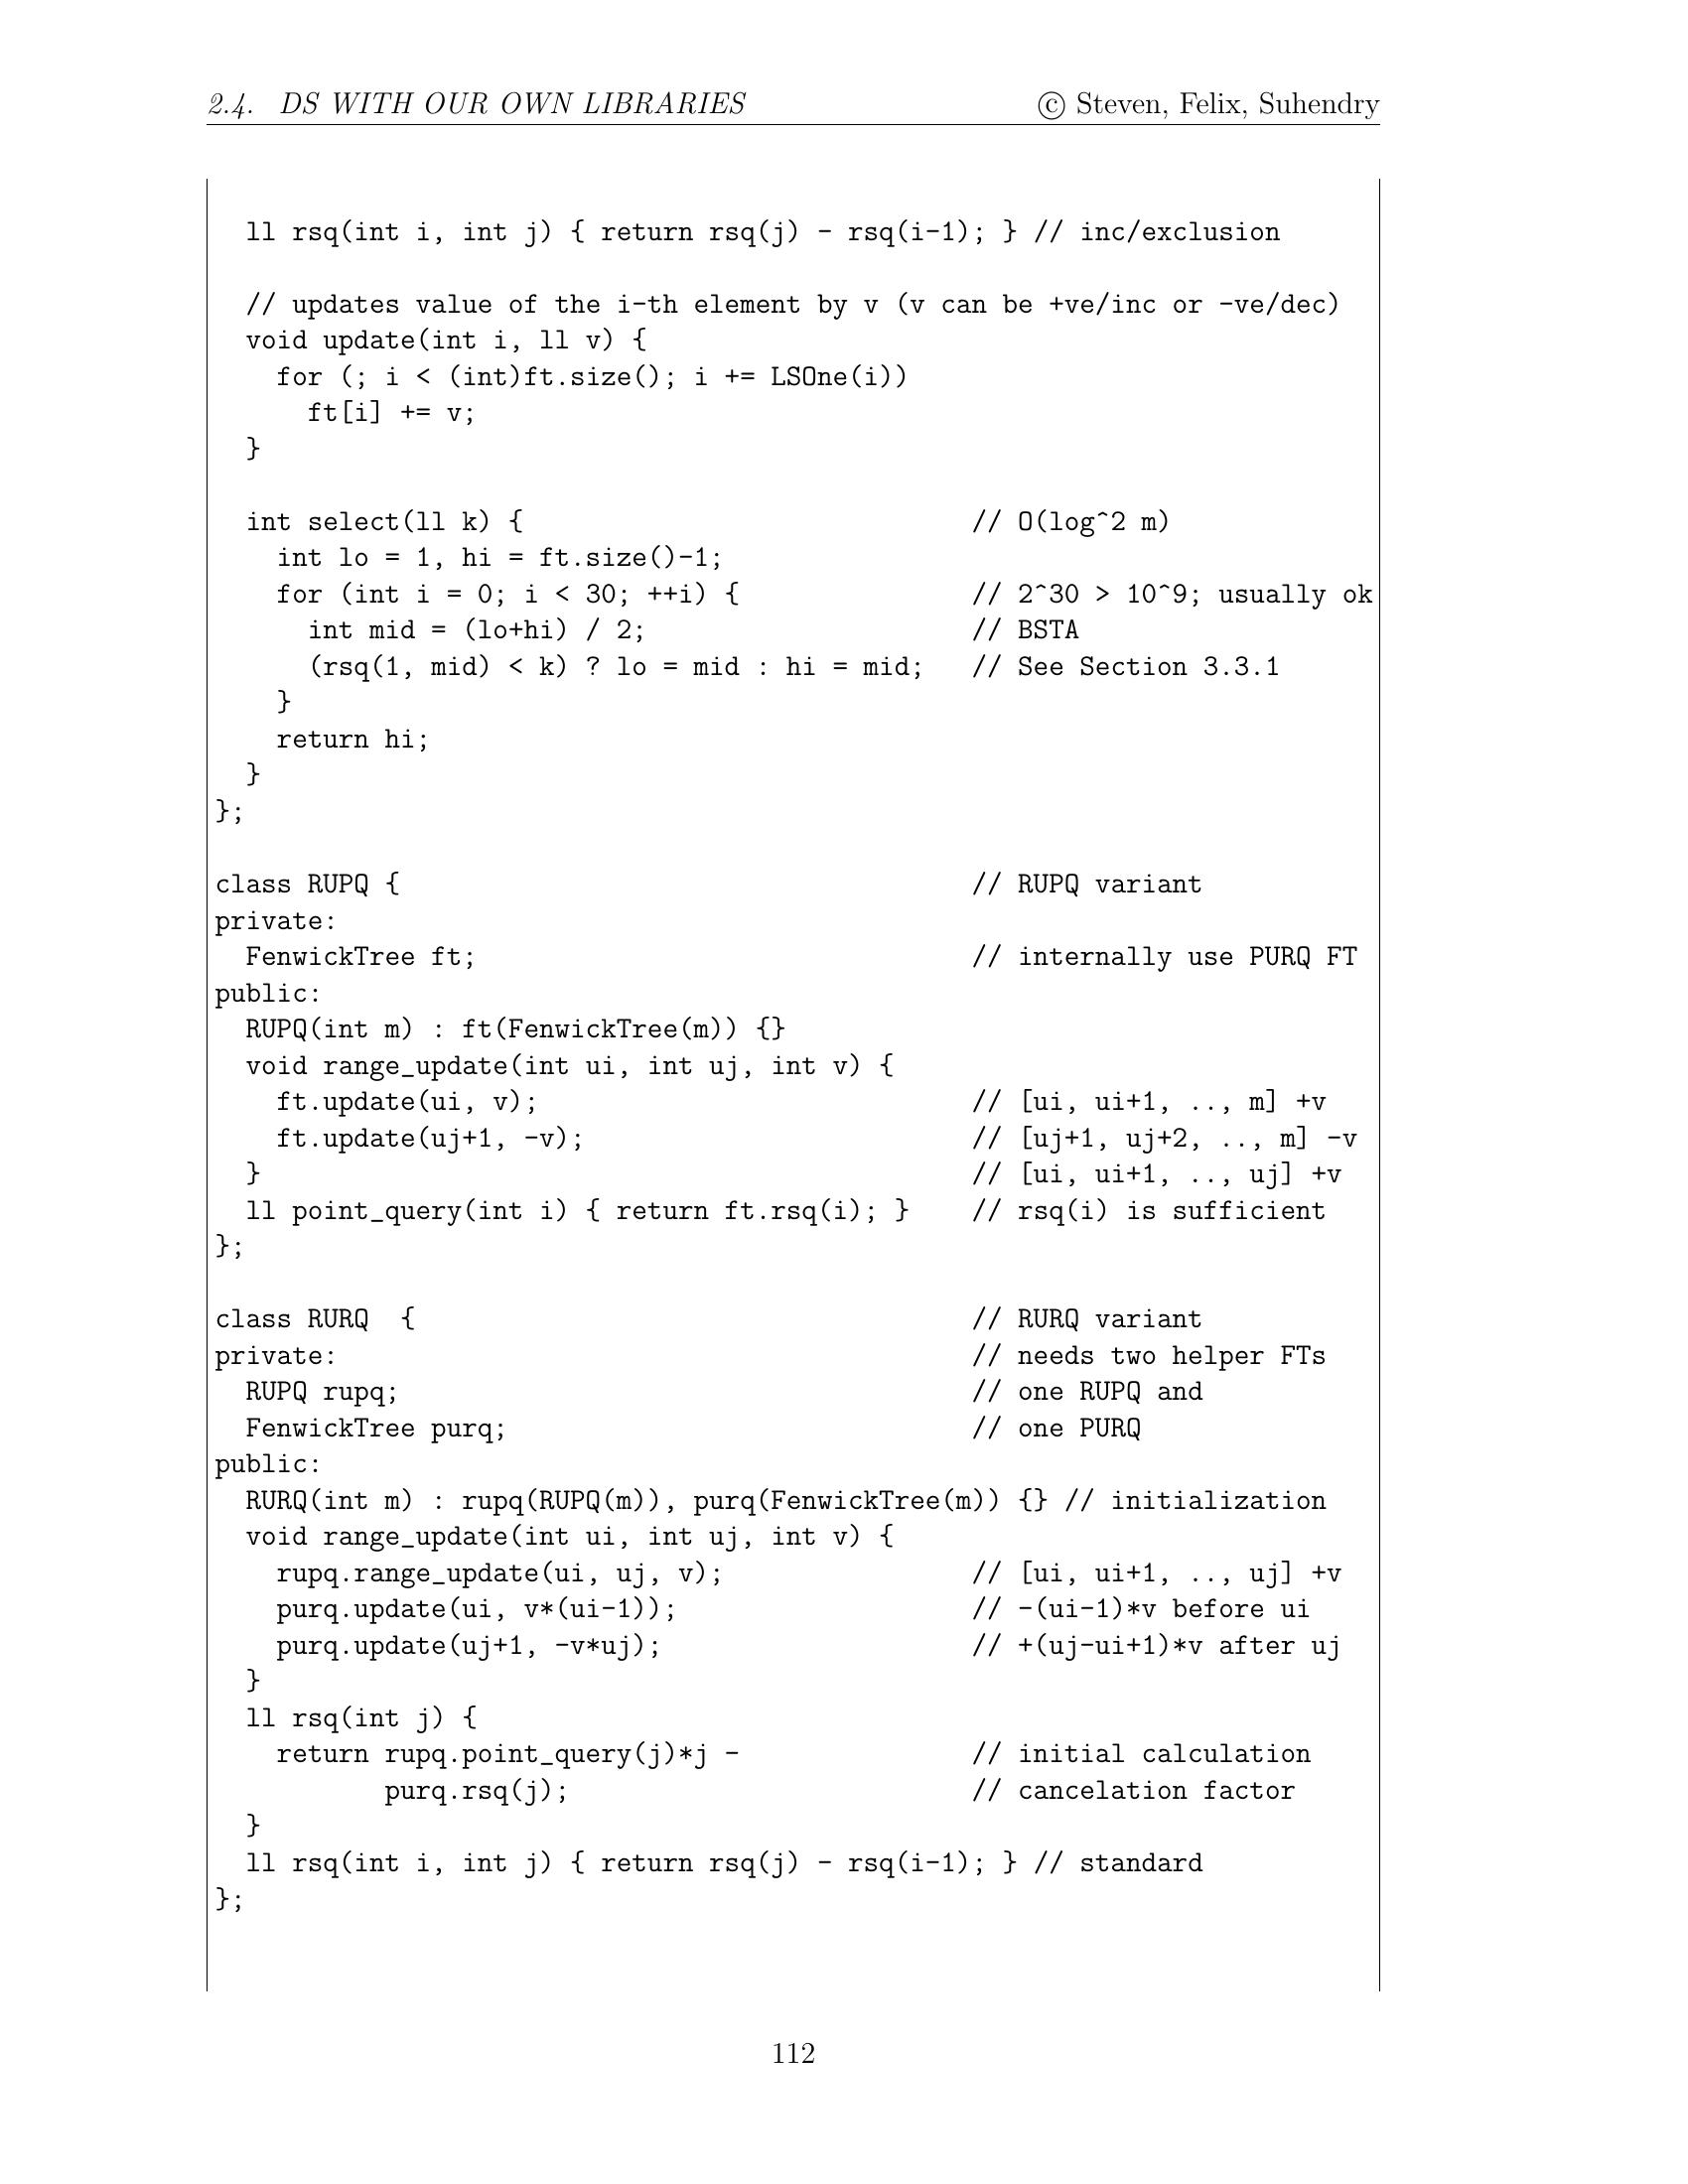 2.4. DS WITH OUR OWN LIBRARIES © Steven, Felix, Suhendry
ll rsq(int i, int j) { return rsq(j) - rsq(i-1); } // inc/exclusion
// updates value of the i-th element by v (v can be +ve/inc or -ve/dec)
void update(int i, ll v) {
for (; i < (int)ft.size(); i += LSOne(i))
ft[i] += v;
}
int select(ll k) { // O(log^2 m)
int lo = 1, hi = ft.size()-1;
for (int i = 0; i < 30; ++i) { // 2^30 > 10^9; usually ok
int mid = (lo+hi) / 2; // BSTA
(rsq(1, mid) < k) ? lo = mid : hi = mid; // See Section 3.3.1
}
return hi;
}
};
class RUPQ { // RUPQ variant
private:
FenwickTree ft; // internally use PURQ FT
public:
RUPQ(int m) : ft(FenwickTree(m)) {}
void range_update(int ui, int uj, int v) {
ft.update(ui, v); // [ui, ui+1, .., m] +v
ft.update(uj+1, -v); // [uj+1, uj+2, .., m] -v
} // [ui, ui+1, .., uj] +v
ll point_query(int i) { return ft.rsq(i); } // rsq(i) is sufficient
};
class RURQ  { // RURQ variant
private: // needs two helper FTs
RUPQ rupq; // one RUPQ and
FenwickTree purq; // one PURQ
public:
RURQ(int m) : rupq(RUPQ(m)), purq(FenwickTree(m)) {} // initialization
void range_update(int ui, int uj, int v) {
rupq.range_update(ui, uj, v); // [ui, ui+1, .., uj] +v
purq.update(ui, v*(ui-1)); // -(ui-1)*v before ui
purq.update(uj+1, -v*uj); // +(uj-ui+1)*v after uj
}
ll rsq(int j) {
return rupq.point_query(j)*j - // initial calculation
purq.rsq(j); // cancelation factor
}
ll rsq(int i, int j) { return rsq(j) - rsq(i-1); } // standard
};
112